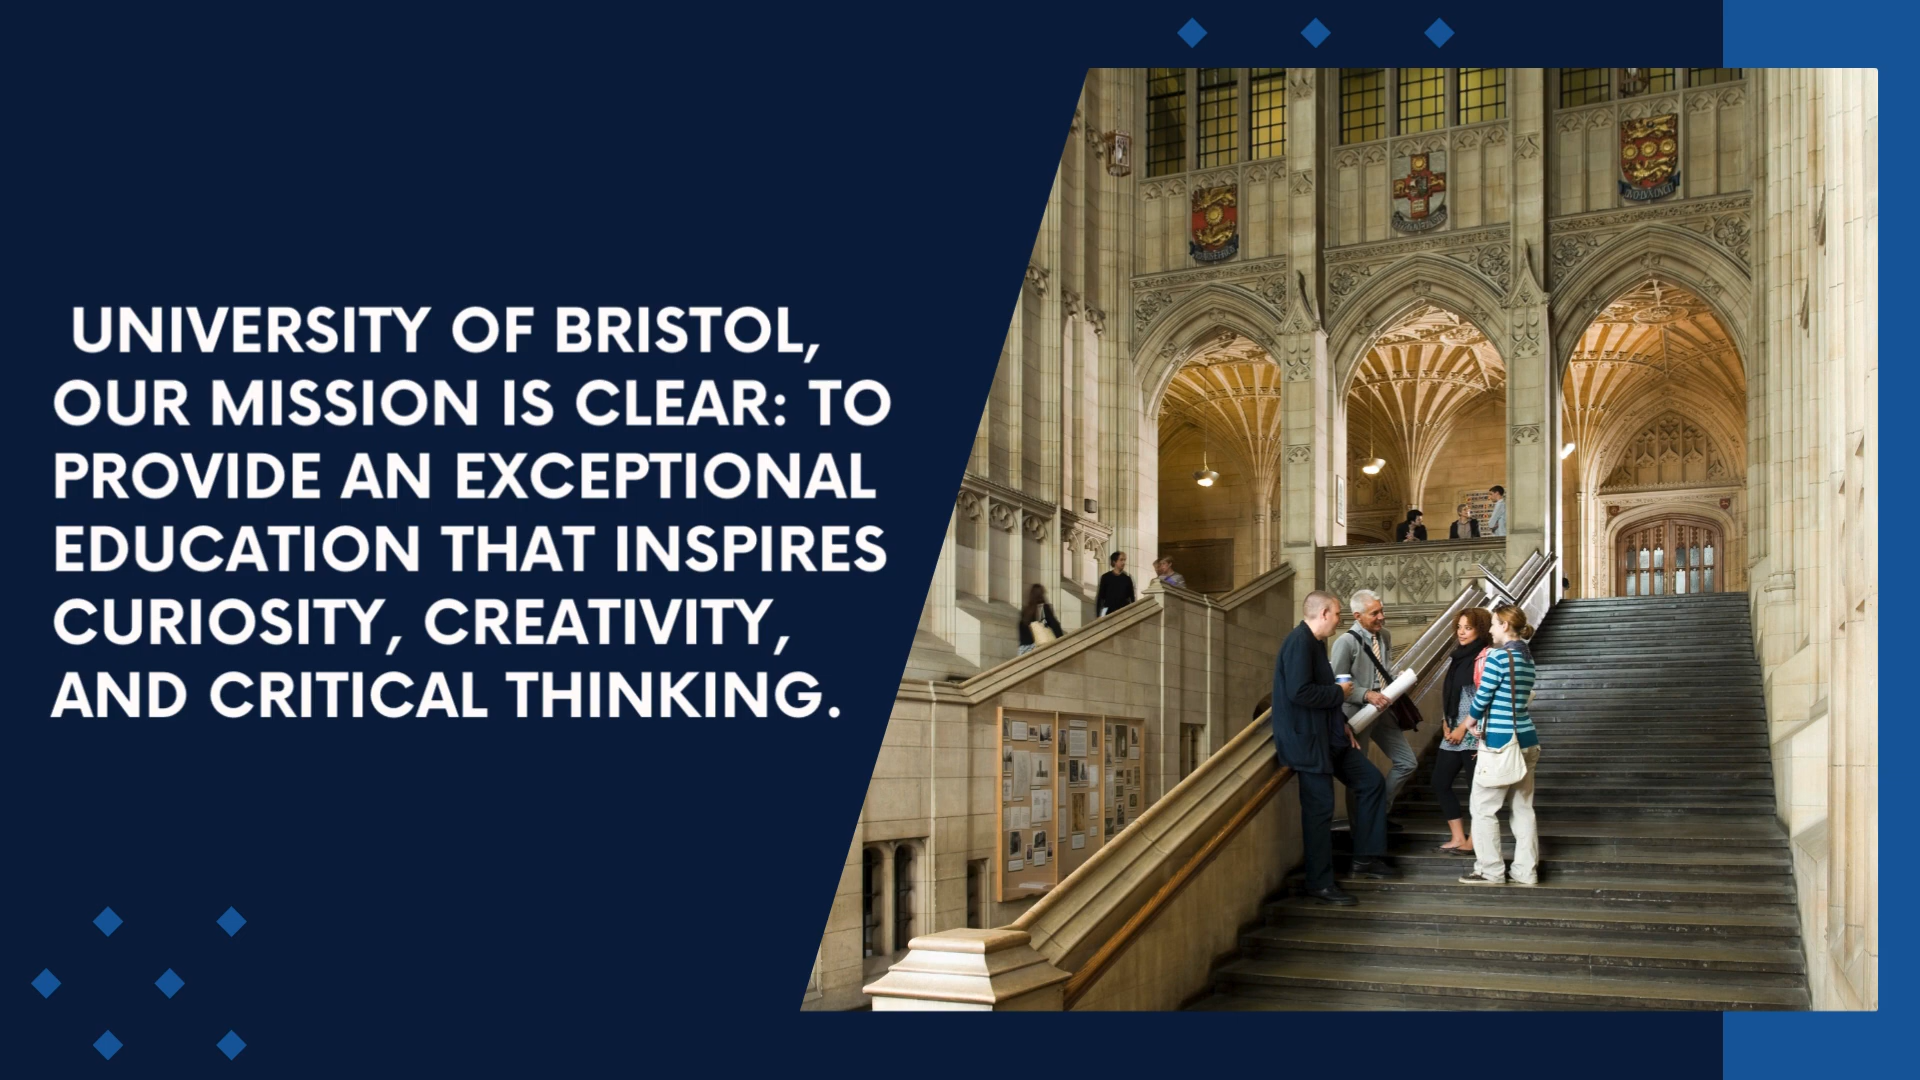 UNIVERSITY OF BRISTOL,
OUR MISSION IS CLEAR: TO
PROVIDE AN EXCEPTIONAL
EDUCATION THAT INSPIRES
CURIOSITY, CREATIVITY,
AND CRITICAL THINKING.